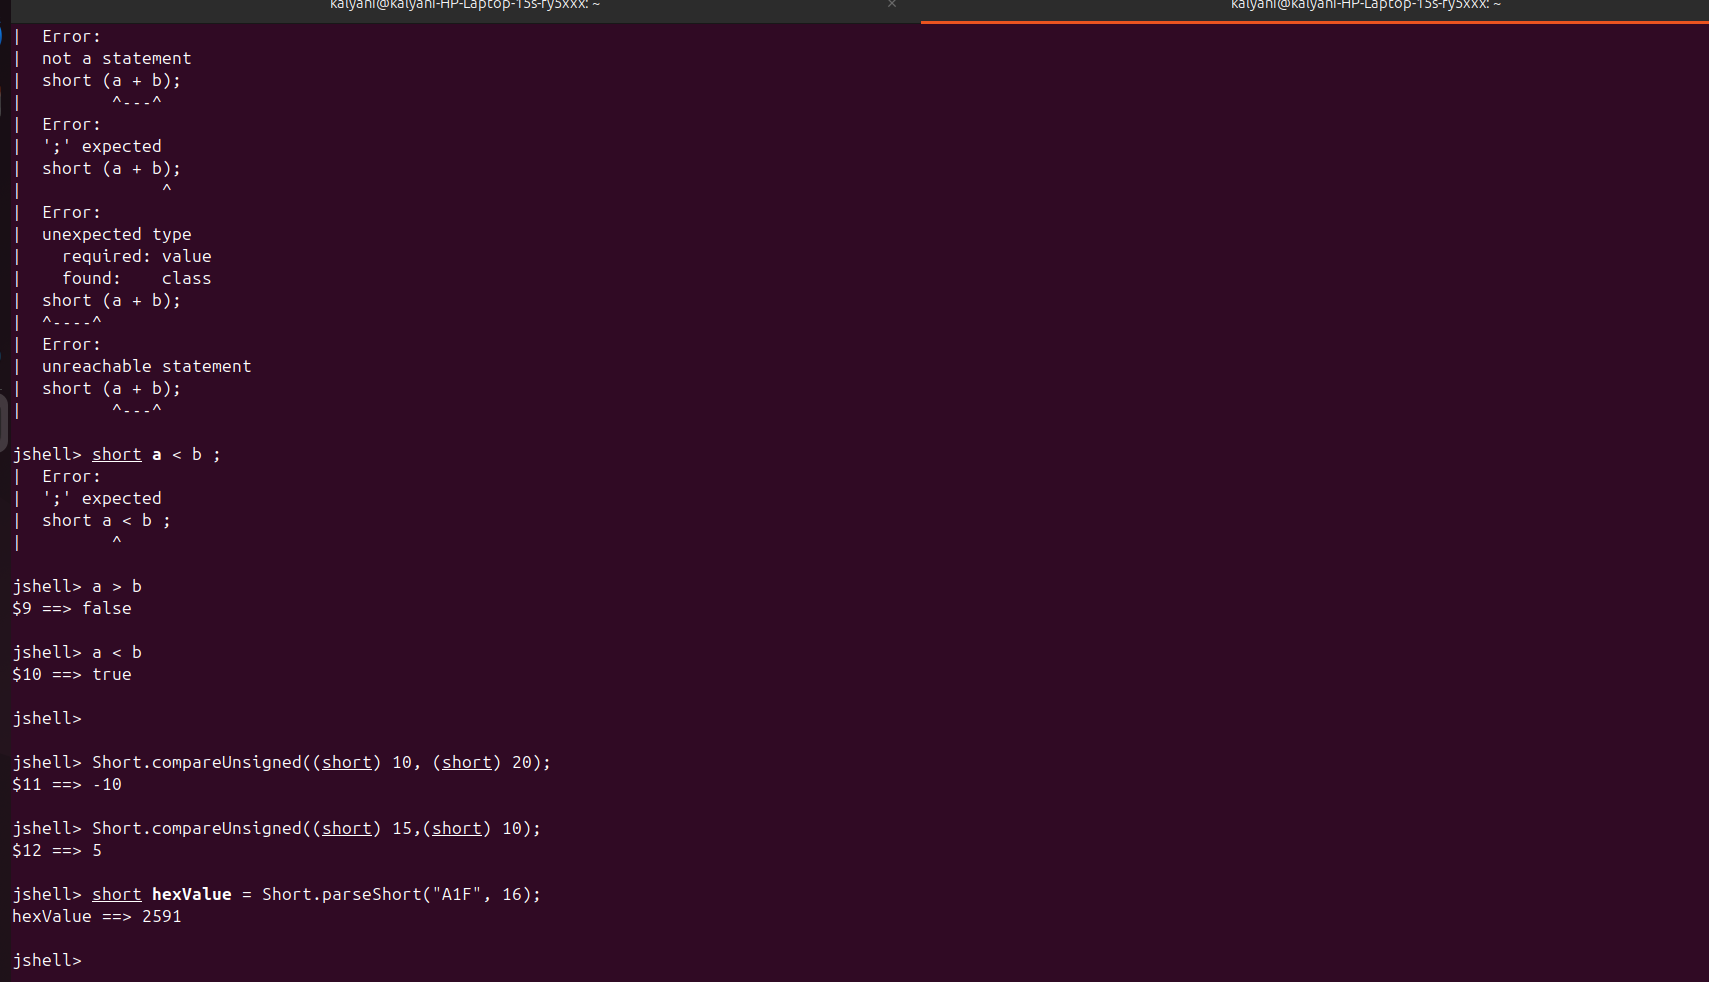 kalyani@kalyani-HP-Laptop-15s-ry5xxx: ~ × kalyani@kalyani-HP-Laptop-15s-ry5xxx: ~
|  Error:
|  not a statement
|  short (a + b);
|         ^---^
|  Error:
|  ';' expected
|  short (a + b);
|              ^
|  Error:
|  unexpected type
|    required: value
|    found:    class
|  short (a + b);
|  ^----^
|  Error:
|  unreachable statement
|  short (a + b);
|         ^---^
jshell> short a < b ;
|  Error:
|  ';' expected
|  short a < b ;
|         ^
jshell> a > b
$9 ==> false
jshell> a < b
$10 ==> true
jshell>
jshell> Short.compareUnsigned((short) 10, (short) 20);
$11 ==> -10
jshell> Short.compareUnsigned((short) 15,(short) 10);
$12 ==> 5
jshell> short hexValue = Short.parseShort("A1F", 16);
hexValue ==> 2591
jshell>